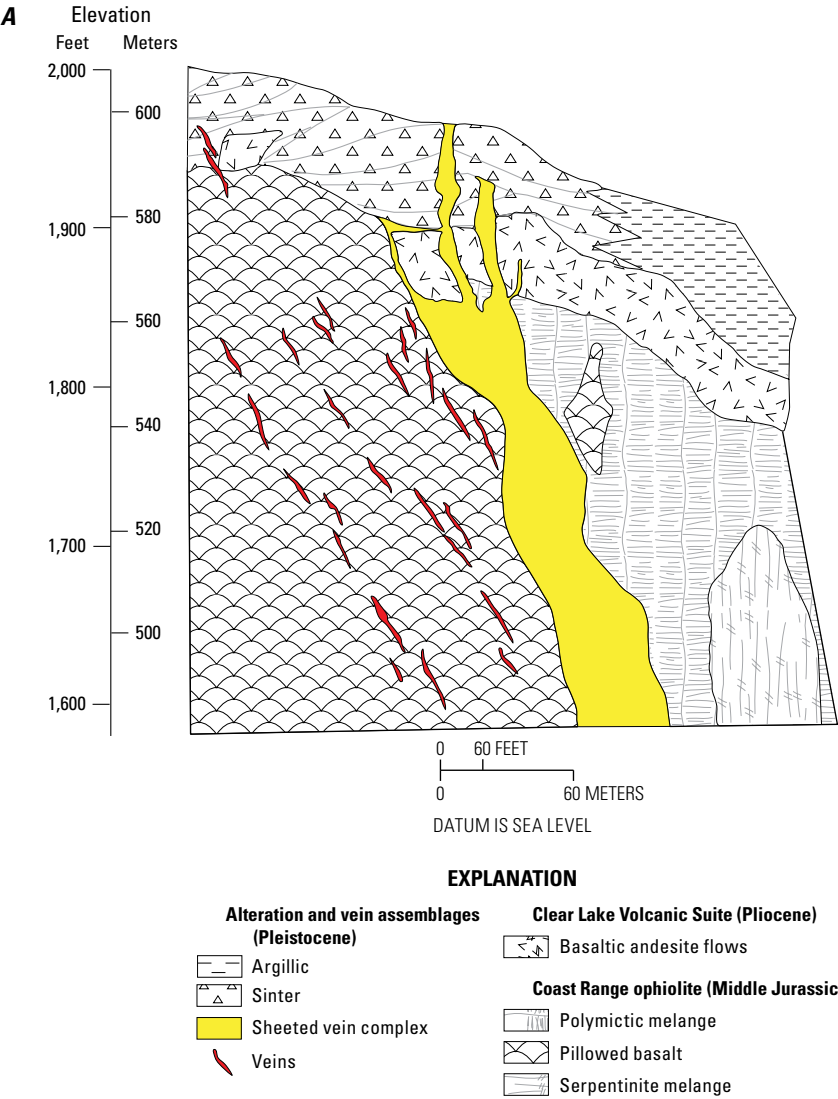 A
Elevation
Feet Meters
2,000
600
1,900
580
560
1,800
540
1,700
520
500
1,600
0 60 FEET
0 60 METERS
DATUM IS SEA LEVEL
EXPLANATION
Alteration and vein assemblages
(Pleistocene)
Argillic
Sinter
Sheeted vein complex
Veins
Clear Lake Volcanic Suite (Pliocene)
Basaltic andesite flows
Coast Range ophiolite (Middle Jurassic
Polymictic melange
Pillowed basalt
Serpentinite melange